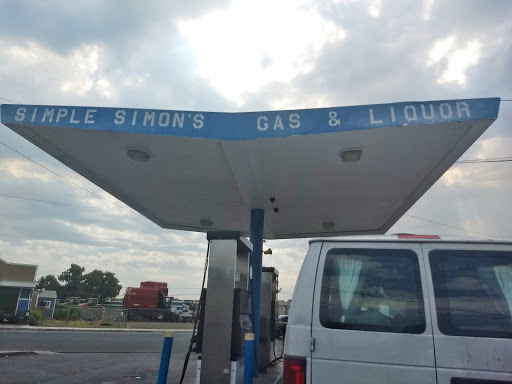 SIMPLE SIMON'S GAS & LIQUOR